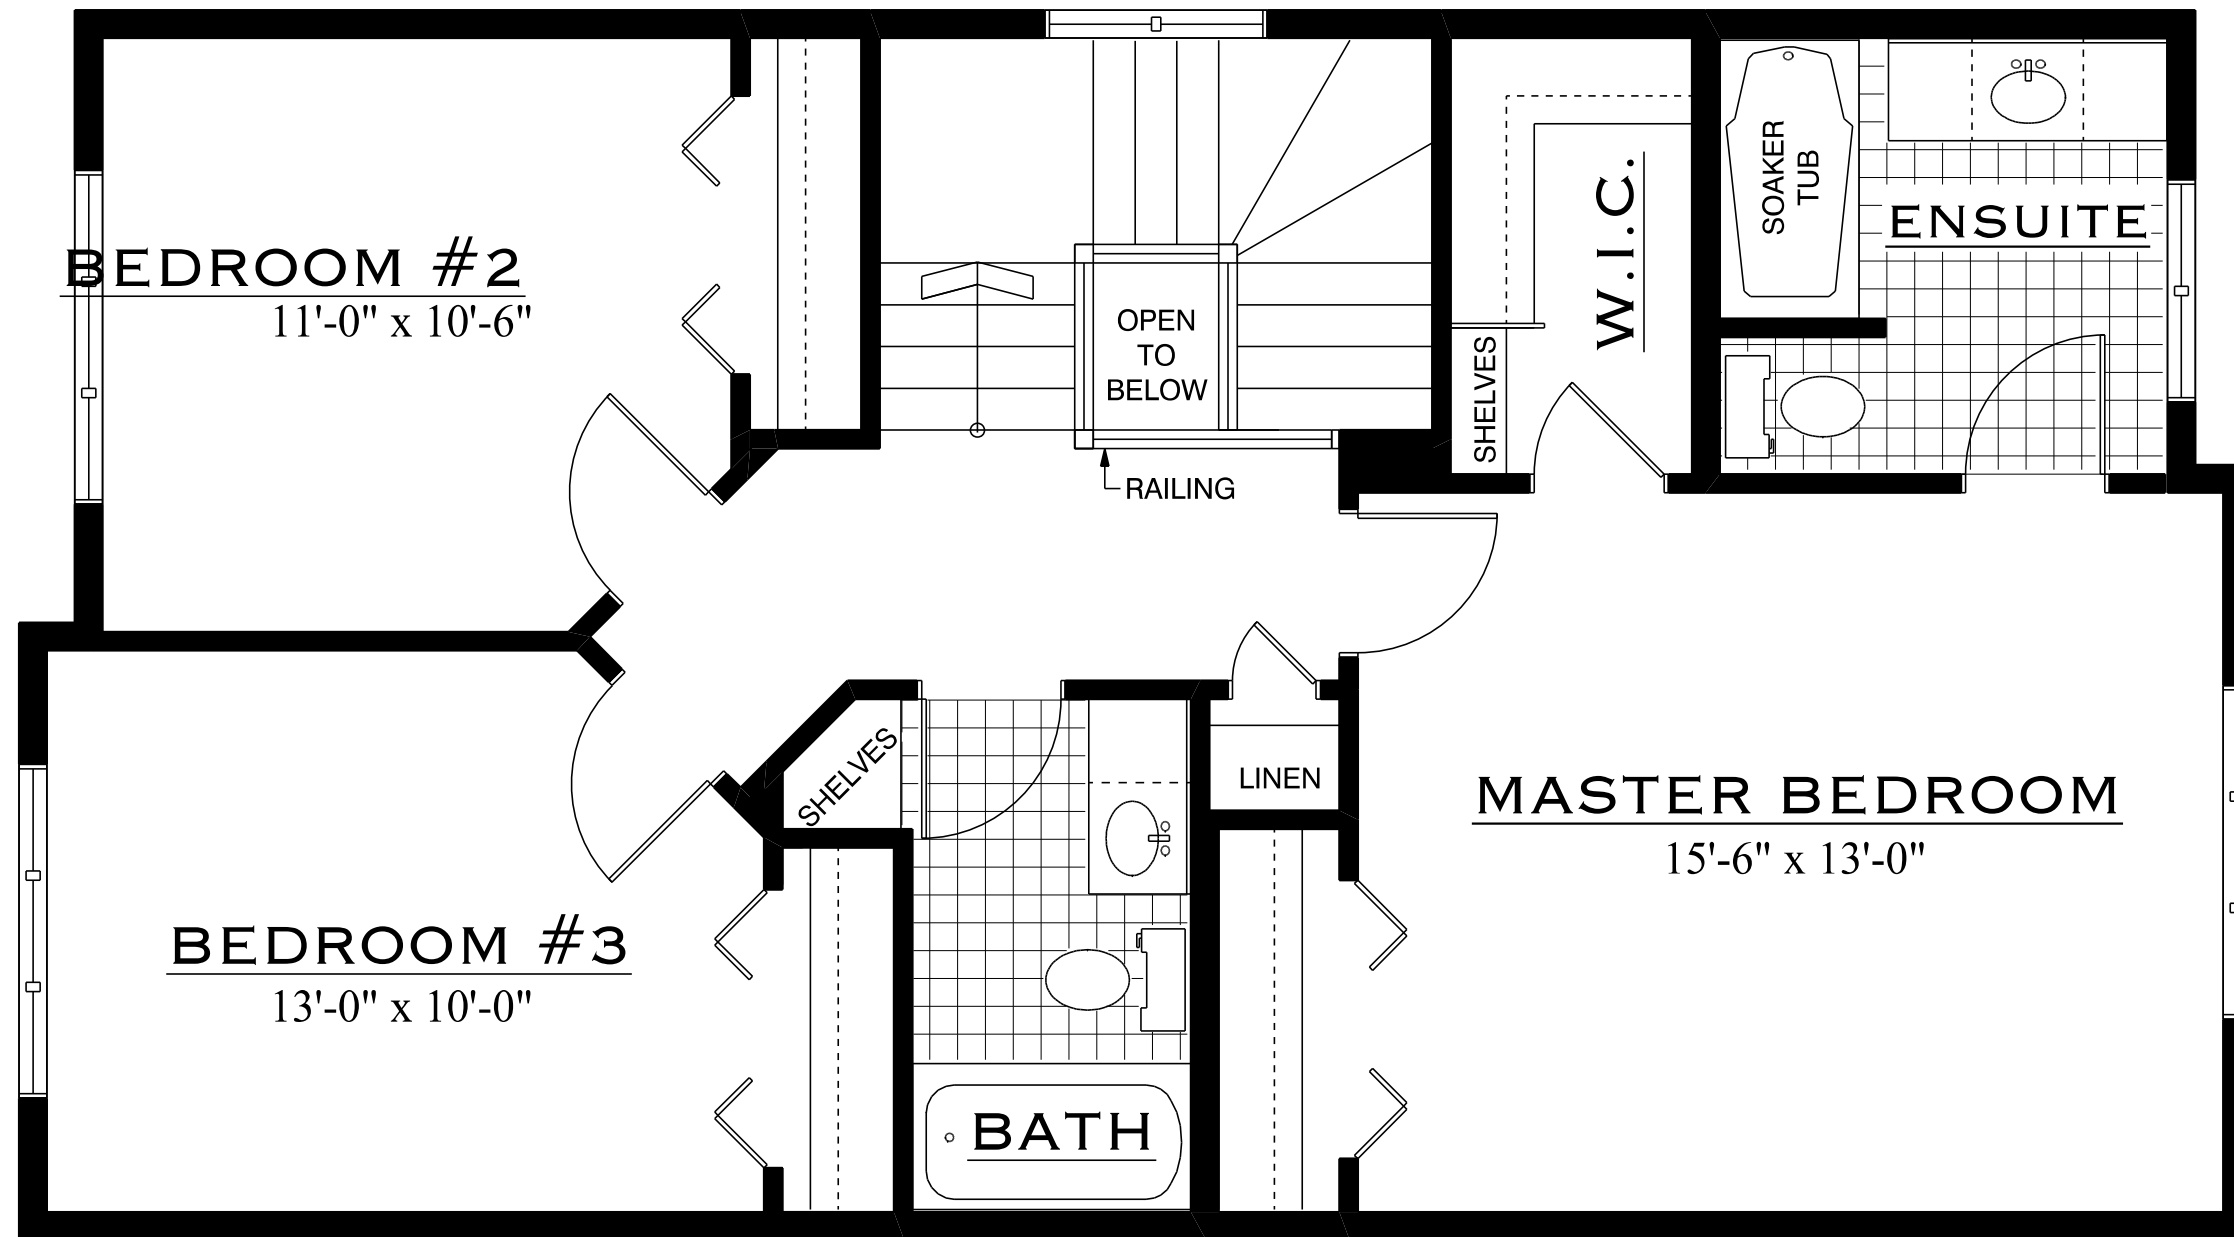 BEDROOM #2
11'-0" x 10'-6"
OPEN
TO
BELOW
RAILING
SHELVES
W.I.C.
SOAKER
TUB
ENSUITE
SHELVES
LINEN
MASTER BEDROOM
15'-6" x 13'-0"
BEDROOM #3
13'-0" x 10'-0"
BATH